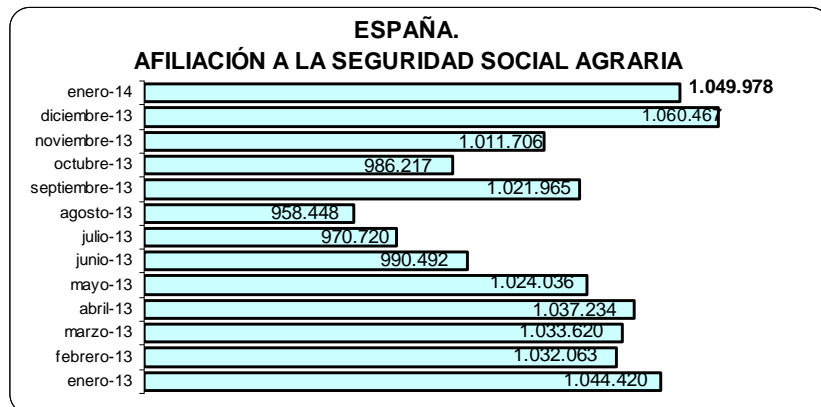 ESPAÑA.
AFILIACIÓN A LA SEGURIDAD SOCIAL AGRARIA
enero-14 1.049.978
diciembre-13 1.060.467
noviembre-13 1.011.706
octubre-13 986.217
septiembre-13 1.021.965
agosto-13 958.448
julio-13 970.720
junio-13 990.492
mayo-13 1.024.036
abril-13 1.037.234
marzo-13 1.033.620
febrero-13 1.032.063
enero-13 1.044.420